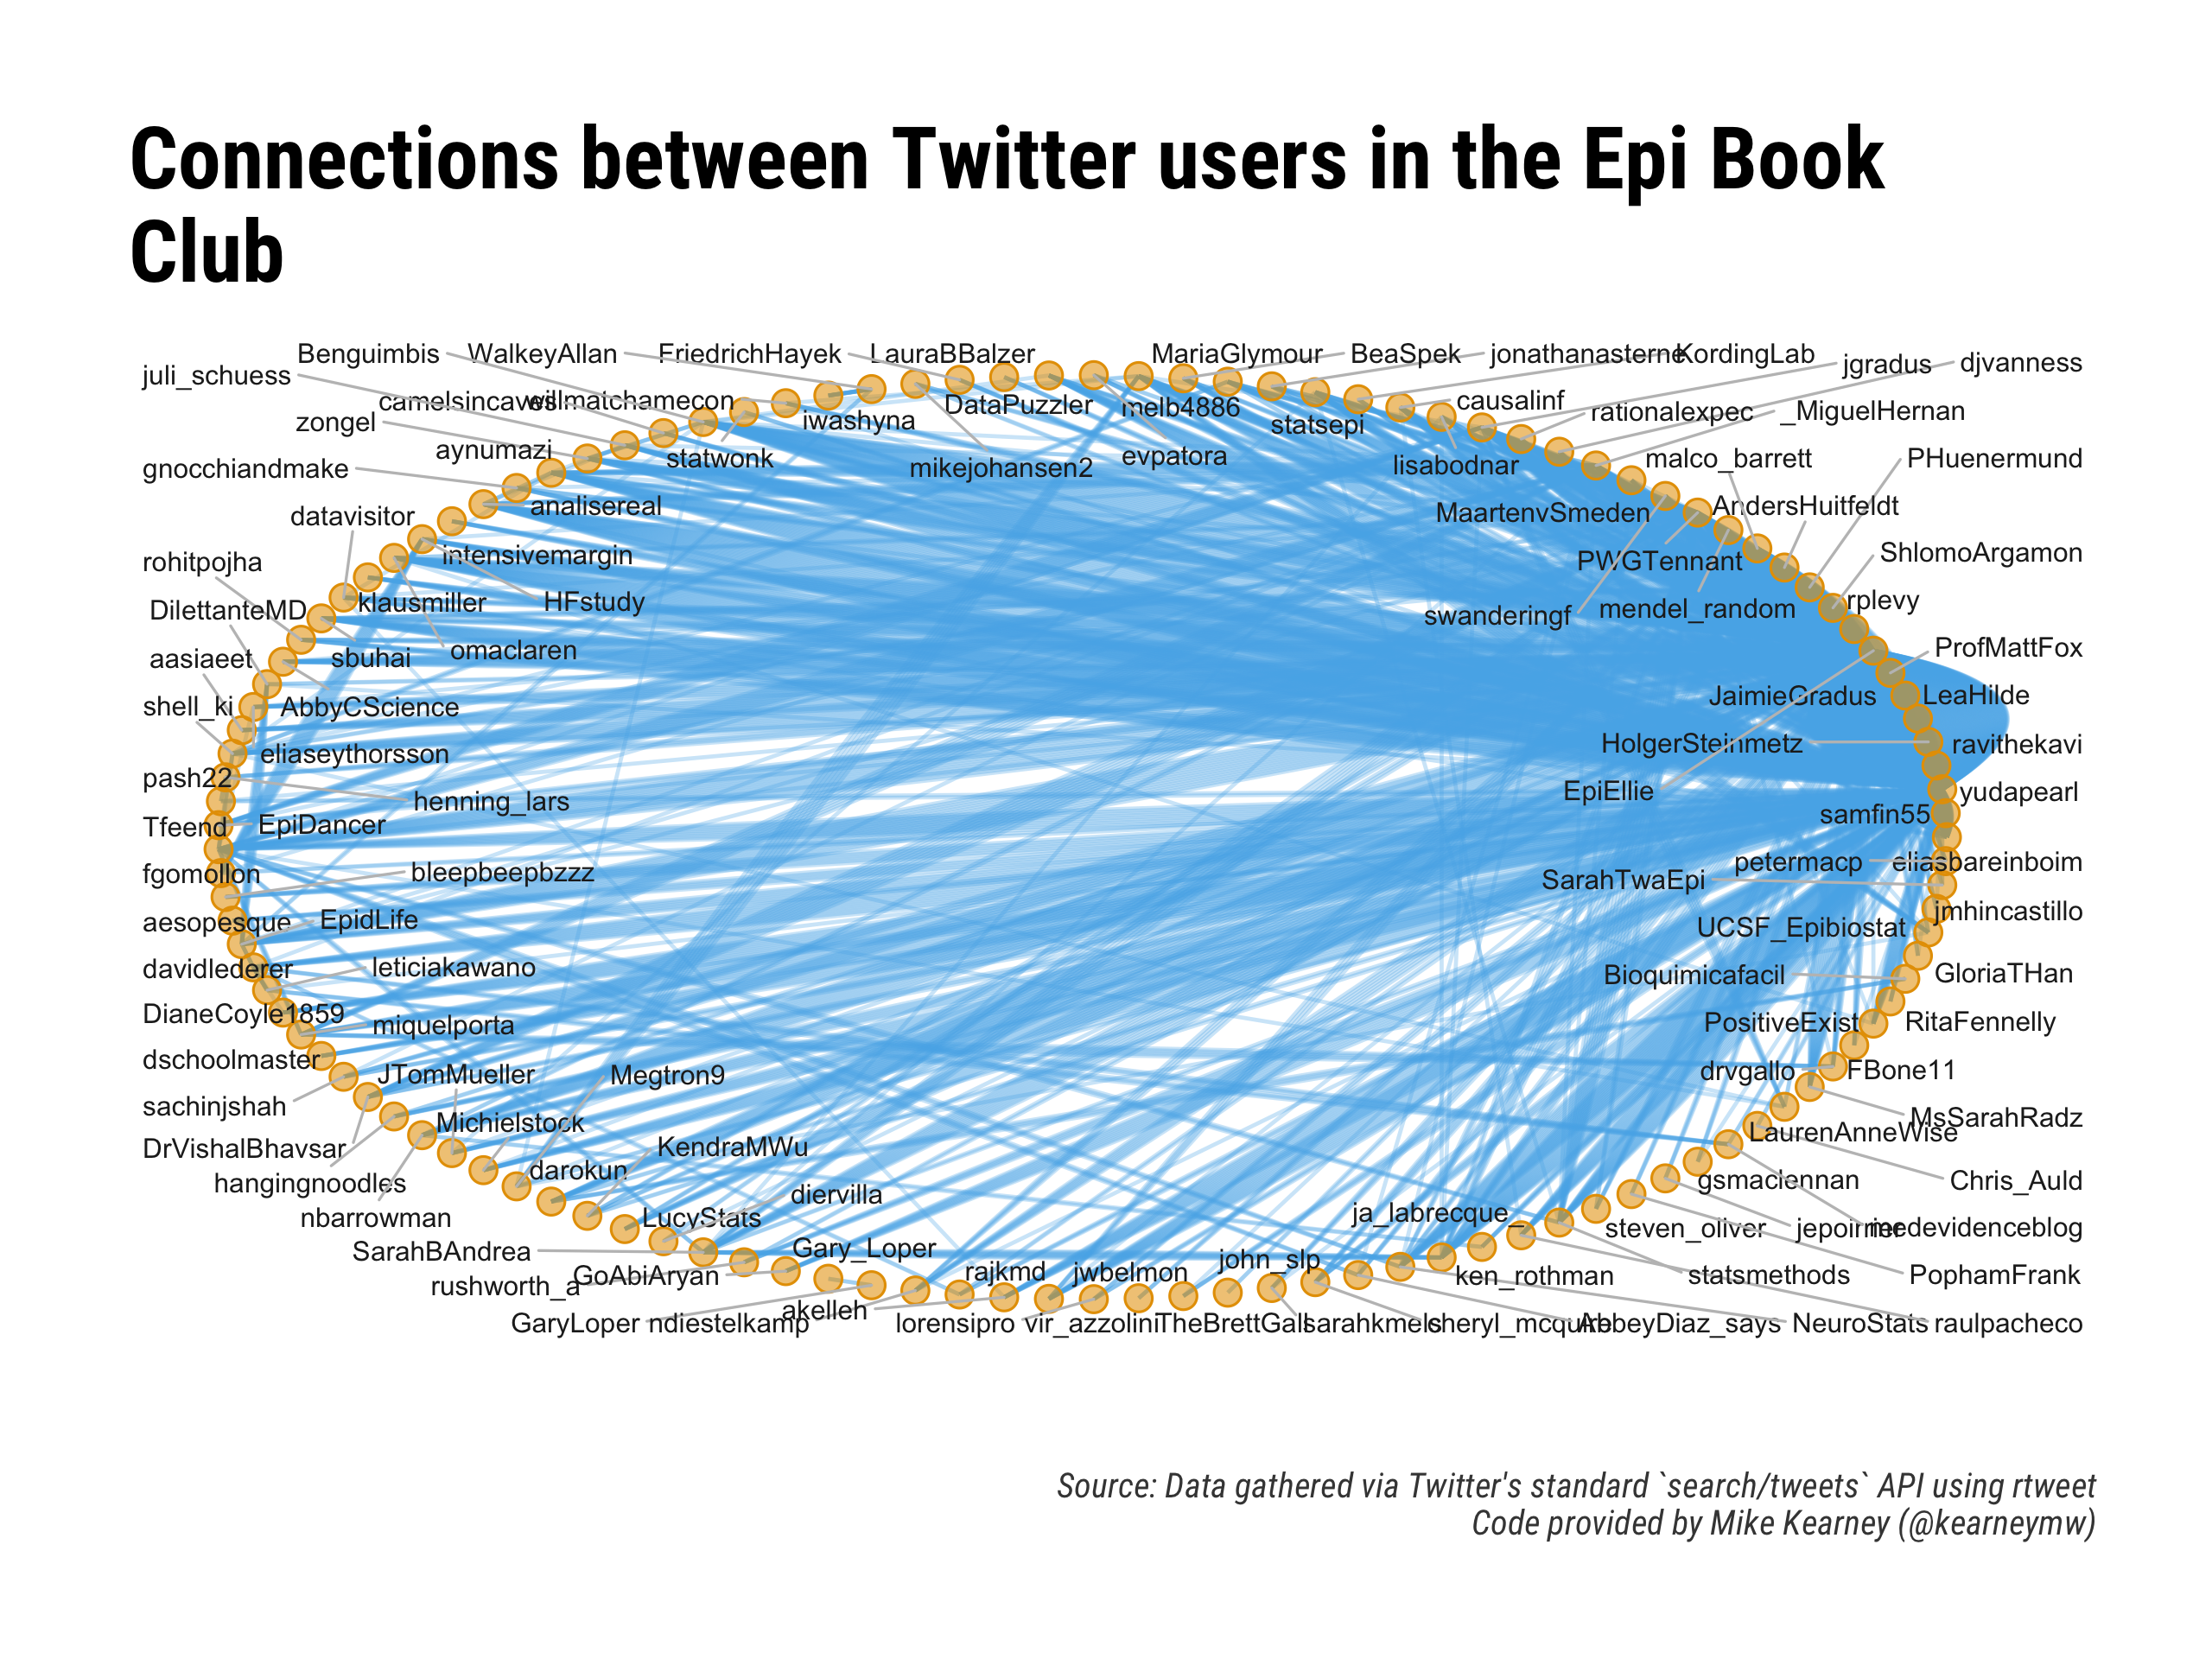 Connections between Twitter users in the Epi Book
Club
Benguimbis
WalkeyAllan
FriedrichHayek
LauraBBalzer
MariaGlymour
BeaSpek
jonathanasterne
KordingLab
jgradus
djvanness
juli_schuess
camelsincaves
willmatchamecon
DataPuzzler
melb4886
causalinf
rationalexpec
_MiguelHernan
zongel
iwashyna
statsepi
aynumazi
statwonk
mikejohansen2
evpatora
lisabodnar
malco_barrett
PHuenermund
gnocchiandmake
analisereal
MaartenvSmeden
AndersHuitfeldt
datavisitor
intensivemargin
PWGTennant
ShlomoArgamon
rohitpojha
klausmiller
HFstudy
swanderingf
mendel_random
rplevy
DilettanteMD
sbuhai
omaclaren
ProfMattFox
aasiaeet
AbbyCScience
JaimieGradus
LeaHilde
shell_ki
eliaseythorsson
HolgerSteinmetz
ravithekavi
pash22
henning_lars
EpiEllie
yudapearl
Tfeend
EpiDancer
samfin55
fgomollon
bleepbeepbzzz
SarahTwaEpi
petermacp
eliasbareinboim
aesopesque
EpidLife
UCSF_Epibiostat
jmhincastillo
davidlederer
leticiakawano
Bioquimicafacil
GloriaTHan
DianeCoyle1859
miquelporta
PositiveExist
RitaFennelly
dschoolmaster
JTomMueller
Megtron9
drvgallo
FBone11
sachinjshah
Michielstock
LaurenAnneWise
MsSarahRadz
DrVishalBhavsar
KendraMWu
hangingnoodles
darokun
diervilla
gsmaclennan
Chris_Auld
nbarrowman
LucyStats
ja_labrecque_
steven_oliver
jepoirrier
medevidenceblog
SarahBAndrea
Gary_Loper
john_slp
rushworth_a
GoAbiAryan
rajkmd
jwbelmon
ken_rothman
statsmethods
PophamFrank
GaryLoper
ndiestelkamp
akelleh
lorensipro
vir_azzolini
TheBrettGall
sarahkmels
cheryl_mcquire
AbbeyDiaz_says
NeuroStats
raulpacheco
Source: Data gathered via Twitter's standard `search/tweets` API using rtweet
Code provided by Mike Kearney (@kearneymw)